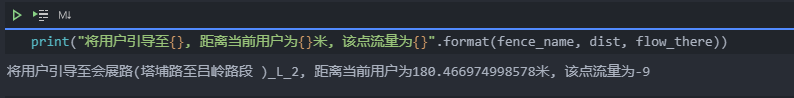 M↓
print("将用户引导至{}, 距离当前用户为{}米, 该点流量为{}".format(fence_name, dist, flow_there))
将用户引导至会展路(塔埔路至吕岭路段 )_L_2, 距离当前用户为180.466974998578米, 该点流量为-9